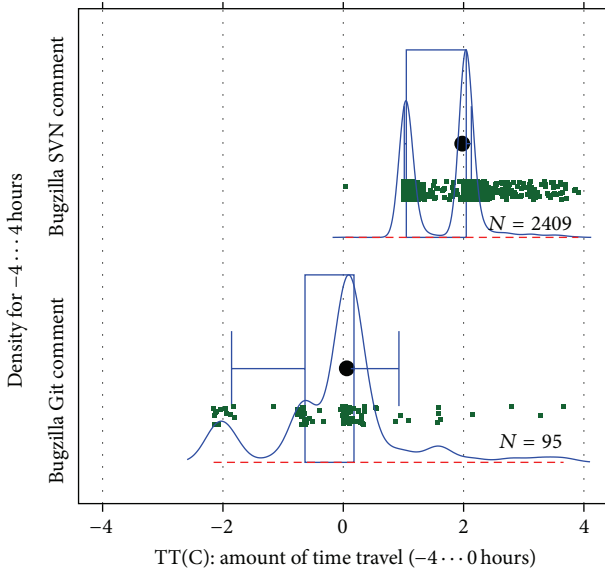 Density for −4 ⋯ 4 hours
Bugzilla SVN comment
Bugzilla Git comment
N = 2409
N = 95
−4 −2 0 2 4
TT(C): amount of time travel (−4 ⋯ 0 hours)